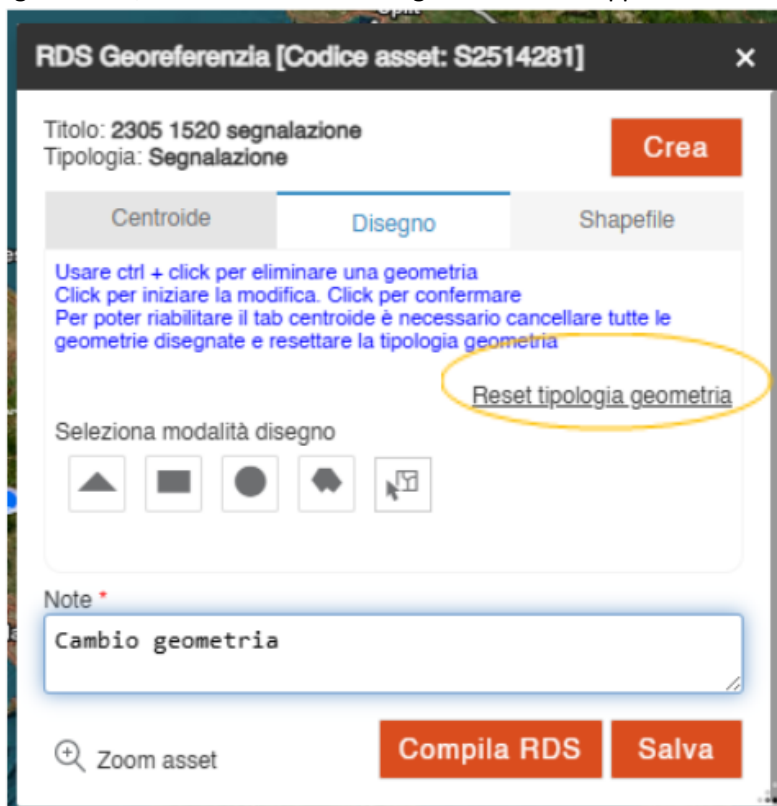 RDS Georeferenzia [Codice asset: S2514281]
Titolo: 2305 1520 segnalazione
Tipologia: Segnalazione
Crea
Centroide
Disegno
Shapefile
Usare ctrl + click per eliminare una geometria
Click per iniziare la modifica. Click per confermare
Per poter riabilitare il tab centroide è necessario cancellare tutte le
geometrie disegnate e resettare la tipologia geometria
Reset tipologia geometria
Seleziona modalità disegno
Note *
Cambio geometria
Zoom asset
Compila RDS
Salva